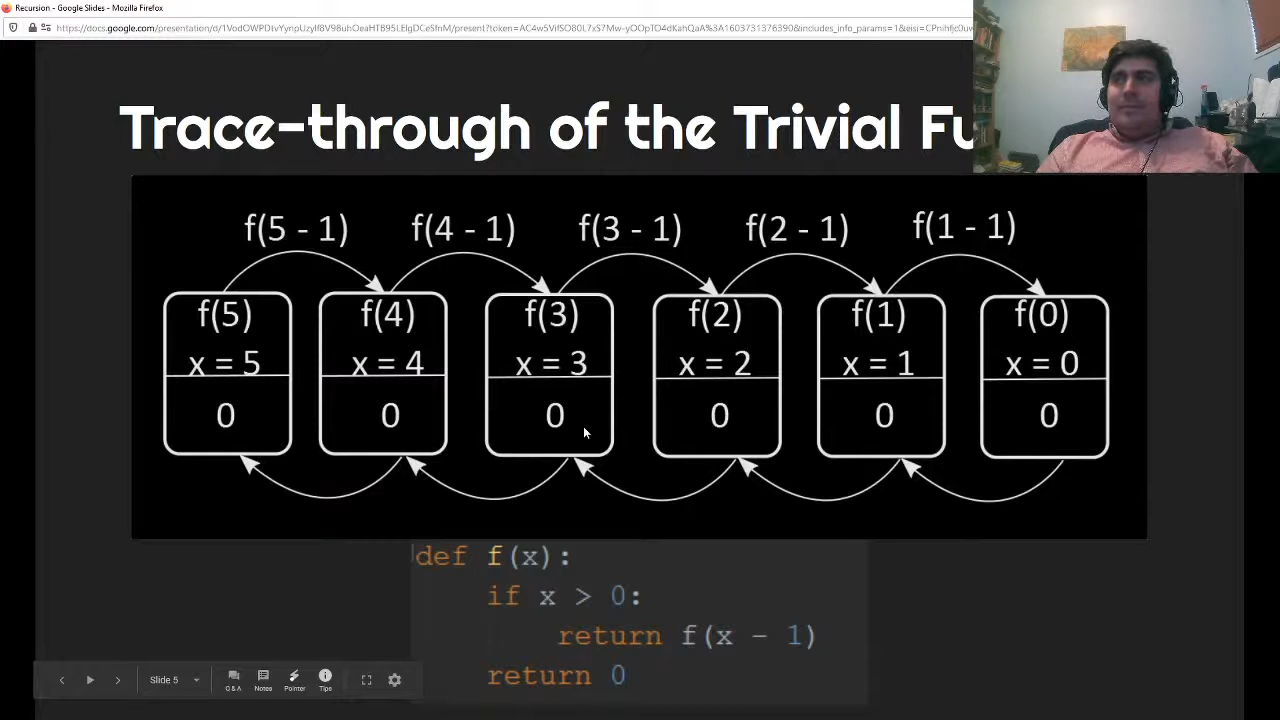 Recursion - Google Slides - Mozilla Firefox
Trace-through of the Trivial Fu
f(5 - 1) f(4 - 1) f(3 - 1) f(2 - 1) f(1 - 1)
f(5) f(4) f(3) f(2) f(1) f(0)
x = 5 x = 4 x = 3 x = 2 x = 1 x = 0
0 0 0 0 0 0
def f(x):
if x > 0:
return f(x - 1)
return 0
Slide 5
Q & A Notes Pointer Tips